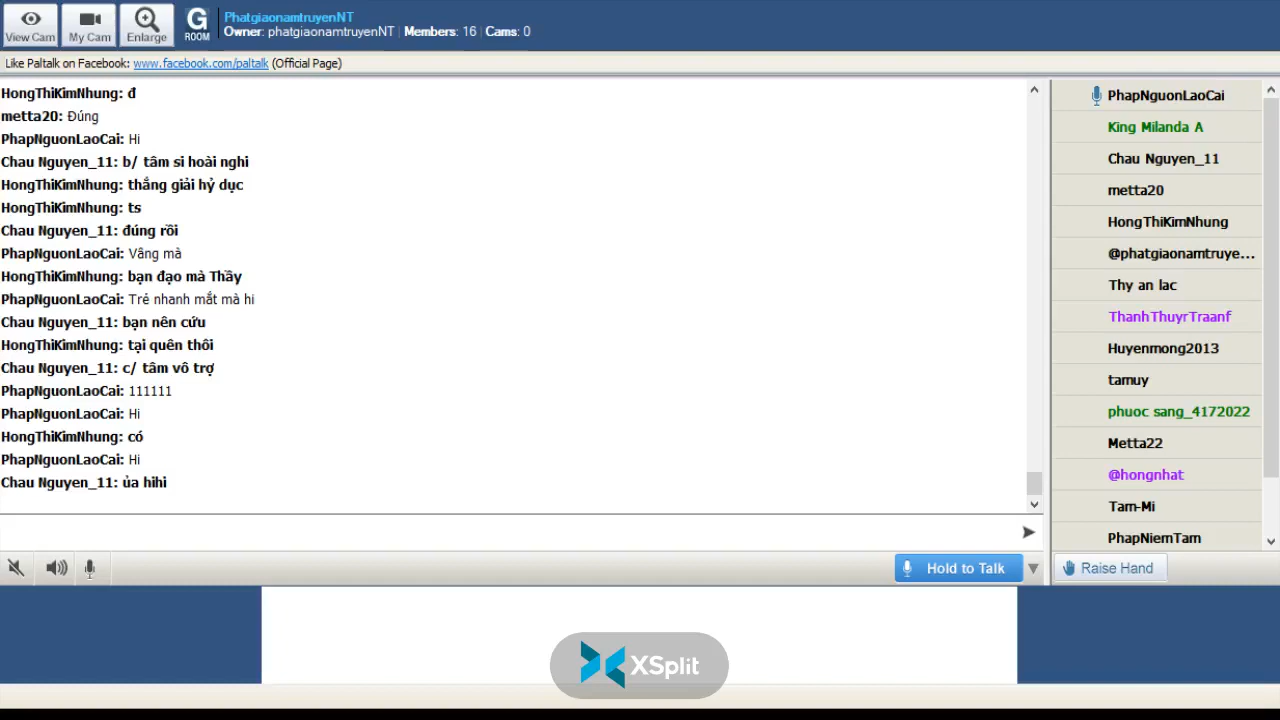 View Cam
My Cam
Enlarge
G
ROOM
PhatgiaonamtruyenNT
Owner: phatgiaonamtruyenNT | Members: 16 | Cams: 0
Like Paltalk on Facebook: www.facebook.com/paltalk (Official Page)
HongThiKimNhung: đ
metta20: Đúng
PhapNguonLaoCai: Hi
Chau Nguyen_11: b/ tâm si hoài nghi
HongThiKimNhung: thắng giải hỷ dục
HongThiKimNhung: ts
Chau Nguyen_11: đúng rồi
PhapNguonLaoCai: Vâng mà
HongThiKimNhung: bạn đạo mà Thầy
PhapNguonLaoCai: Trẻ nhanh mắt mà hi
Chau Nguyen_11: bạn nên cứu
HongThiKimNhung: tại quên thôi
Chau Nguyen_11: c/ tâm vô trợ
PhapNguonLaoCai: 111111
PhapNguonLaoCai: Hi
HongThiKimNhung: có
PhapNguonLaoCai: Hi
Chau Nguyen_11: ủa hihi
PhapNguonLaoCai
King Milanda A
Chau Nguyen_11
metta20
HongThiKimNhung
@phatgiaonamtruye...
Thy an lac
ThanhThuyrTraanf
Huyenmong2013
tamuy
phuoc sang_4172022
Metta22
@hongnhat
Tam-Mi
PhapNiemTam
Hold to Talk
Raise Hand
XSplit